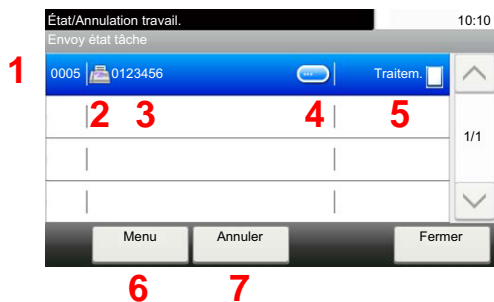 État/Annulation travail. 10:10
Envoy état tâche
1 0005 0123456 Traitem.
2 3 4 5
1/1
Menu Annuler Fermer
6 7